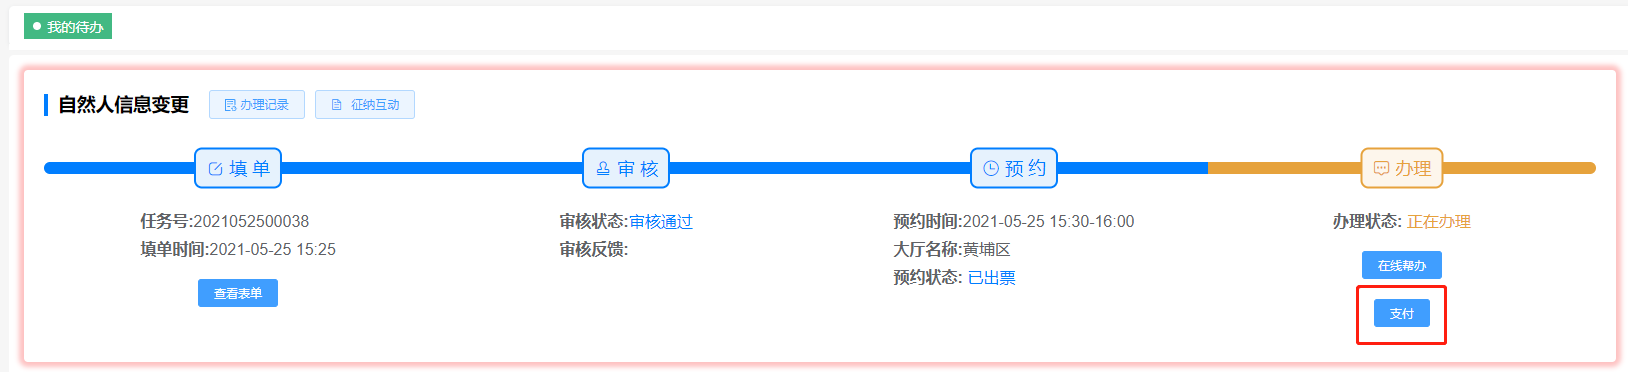 我的待办
自然人信息变更
办理记录
征纳互动
填单
审核
预约
办理
任务号:2021052500038
填单时间:2021-05-25 15:25
查看表单
审核状态:审核通过
审核反馈:
预约时间:2021-05-25 15:30-16:00
大厅名称:黄埔区
预约状态: 已出票
办理状态: 正在办理
在线帮办
支付